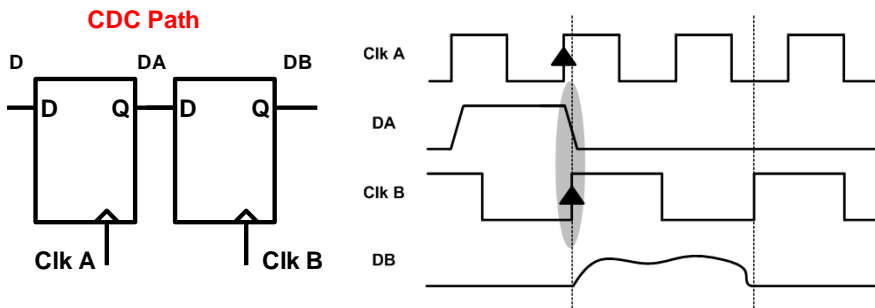 CDC Path
D DA DB
D Q D Q
Clk A Clk B
Clk A
DA
Clk B
DB